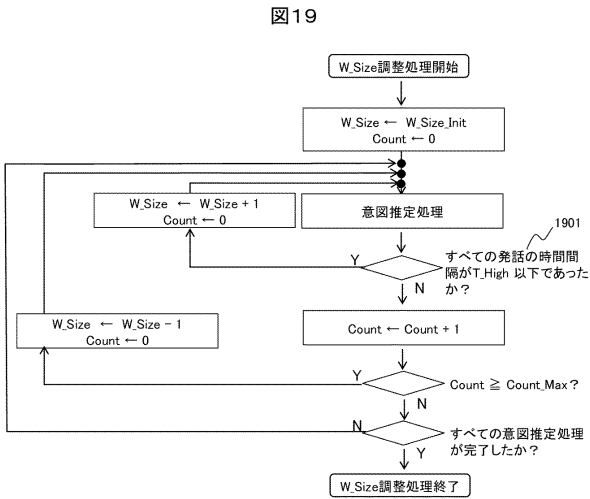 図19
W_Size調整処理開始
W_Size ← W_Size_Init
Count ← 0
W_Size ← W_Size + 1
Count ← 0
意図推定処理
1901
Y
すべての発話の時間間
隔がT_High 以下であった
か？
N
W_Size ← W_Size − 1
Count ← 0
Count ← Count + 1
Y
Count ≧ Count_Max？
N
N
すべての意図推定処理
が完了したか？
Y
W_Size調整処理終了